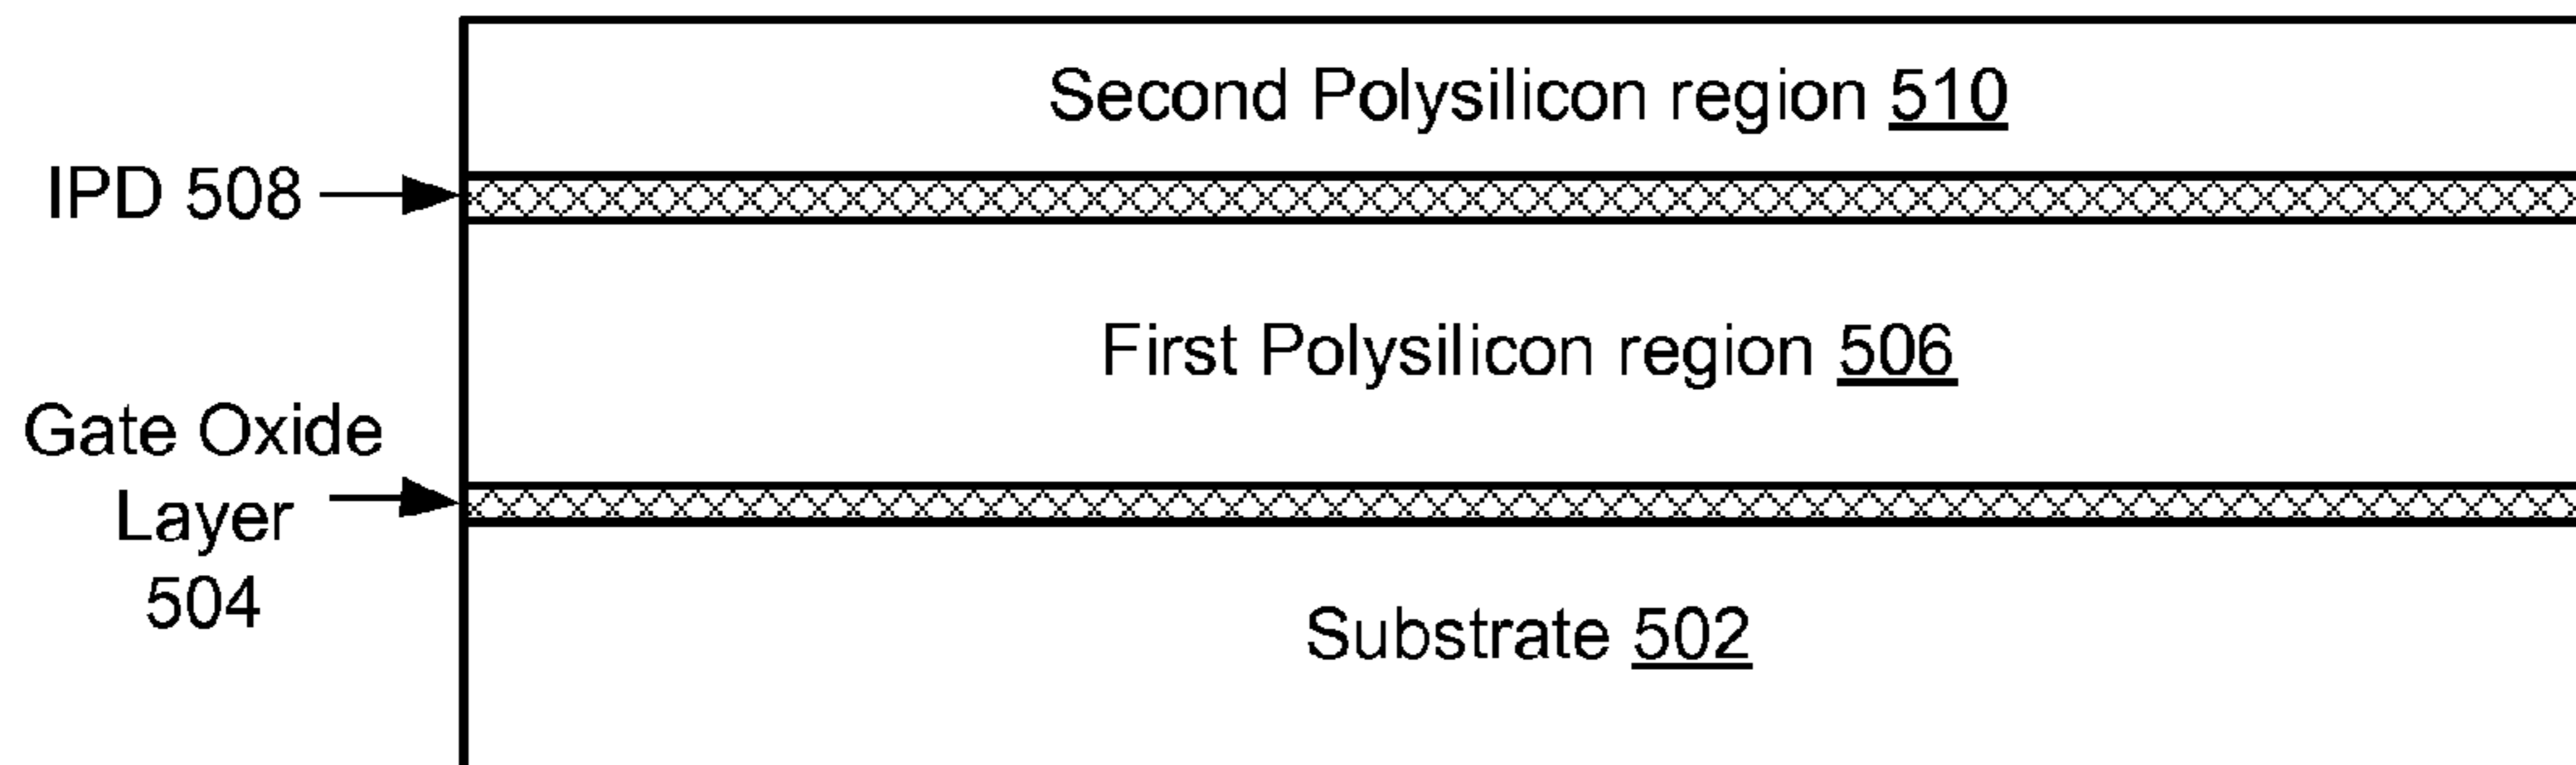 Second Polysilicon region 510
IPD 508
First Polysilicon region 506
Gate Oxide
Layer
504
Substrate 502